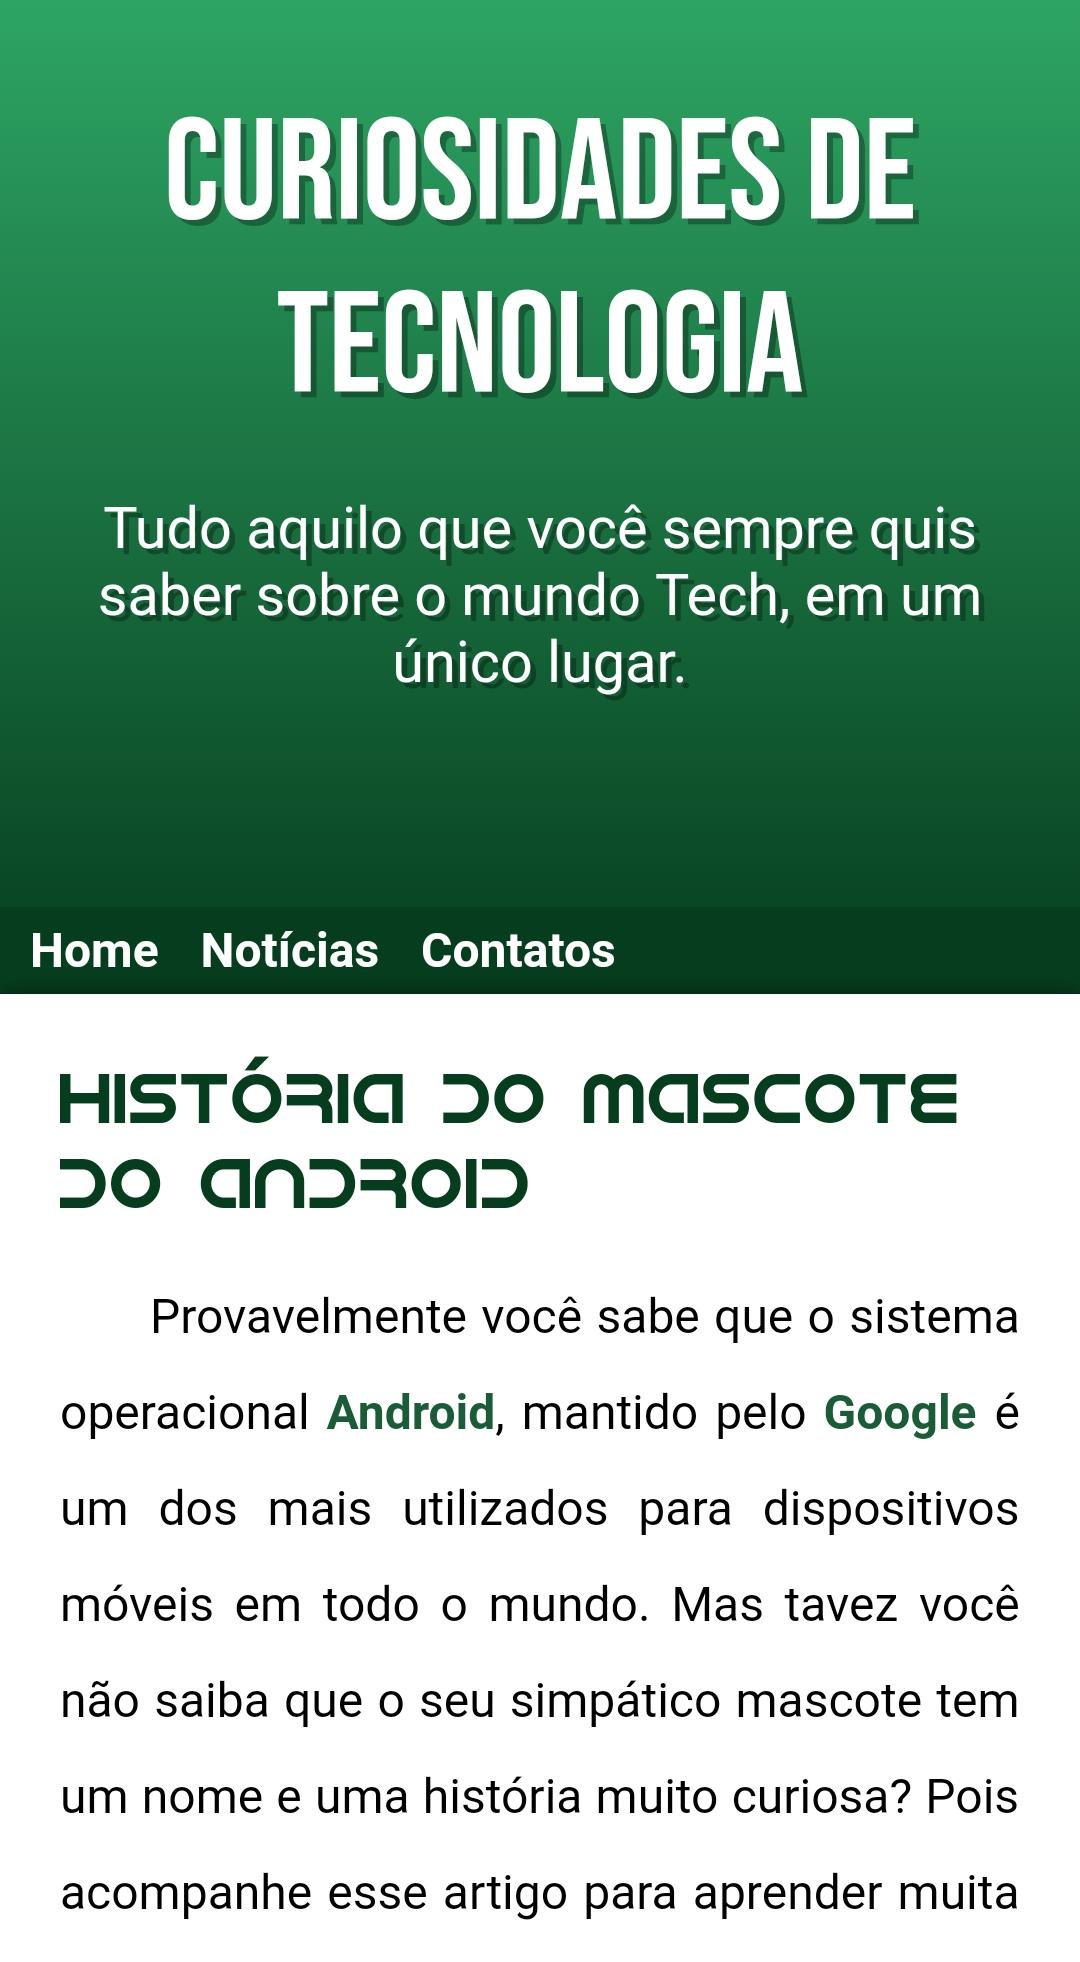 CURIOSIDADES DE
TECNOLOGIA
Tudo aquilo que você sempre quis
saber sobre o mundo Tech, em um
único lugar.
Home Notícias Contatos
HISTÓRIA DO MASCOTE
DO ANDROID
Provavelmente você sabe que o sistema
operacional Android, mantido pelo Google é
um dos mais utilizados para dispositivos
móveis em todo o mundo. Mas tavez você
não saiba que o seu simpático mascote tem
um nome e uma história muito curiosa? Pois
acompanhe esse artigo para aprender muita